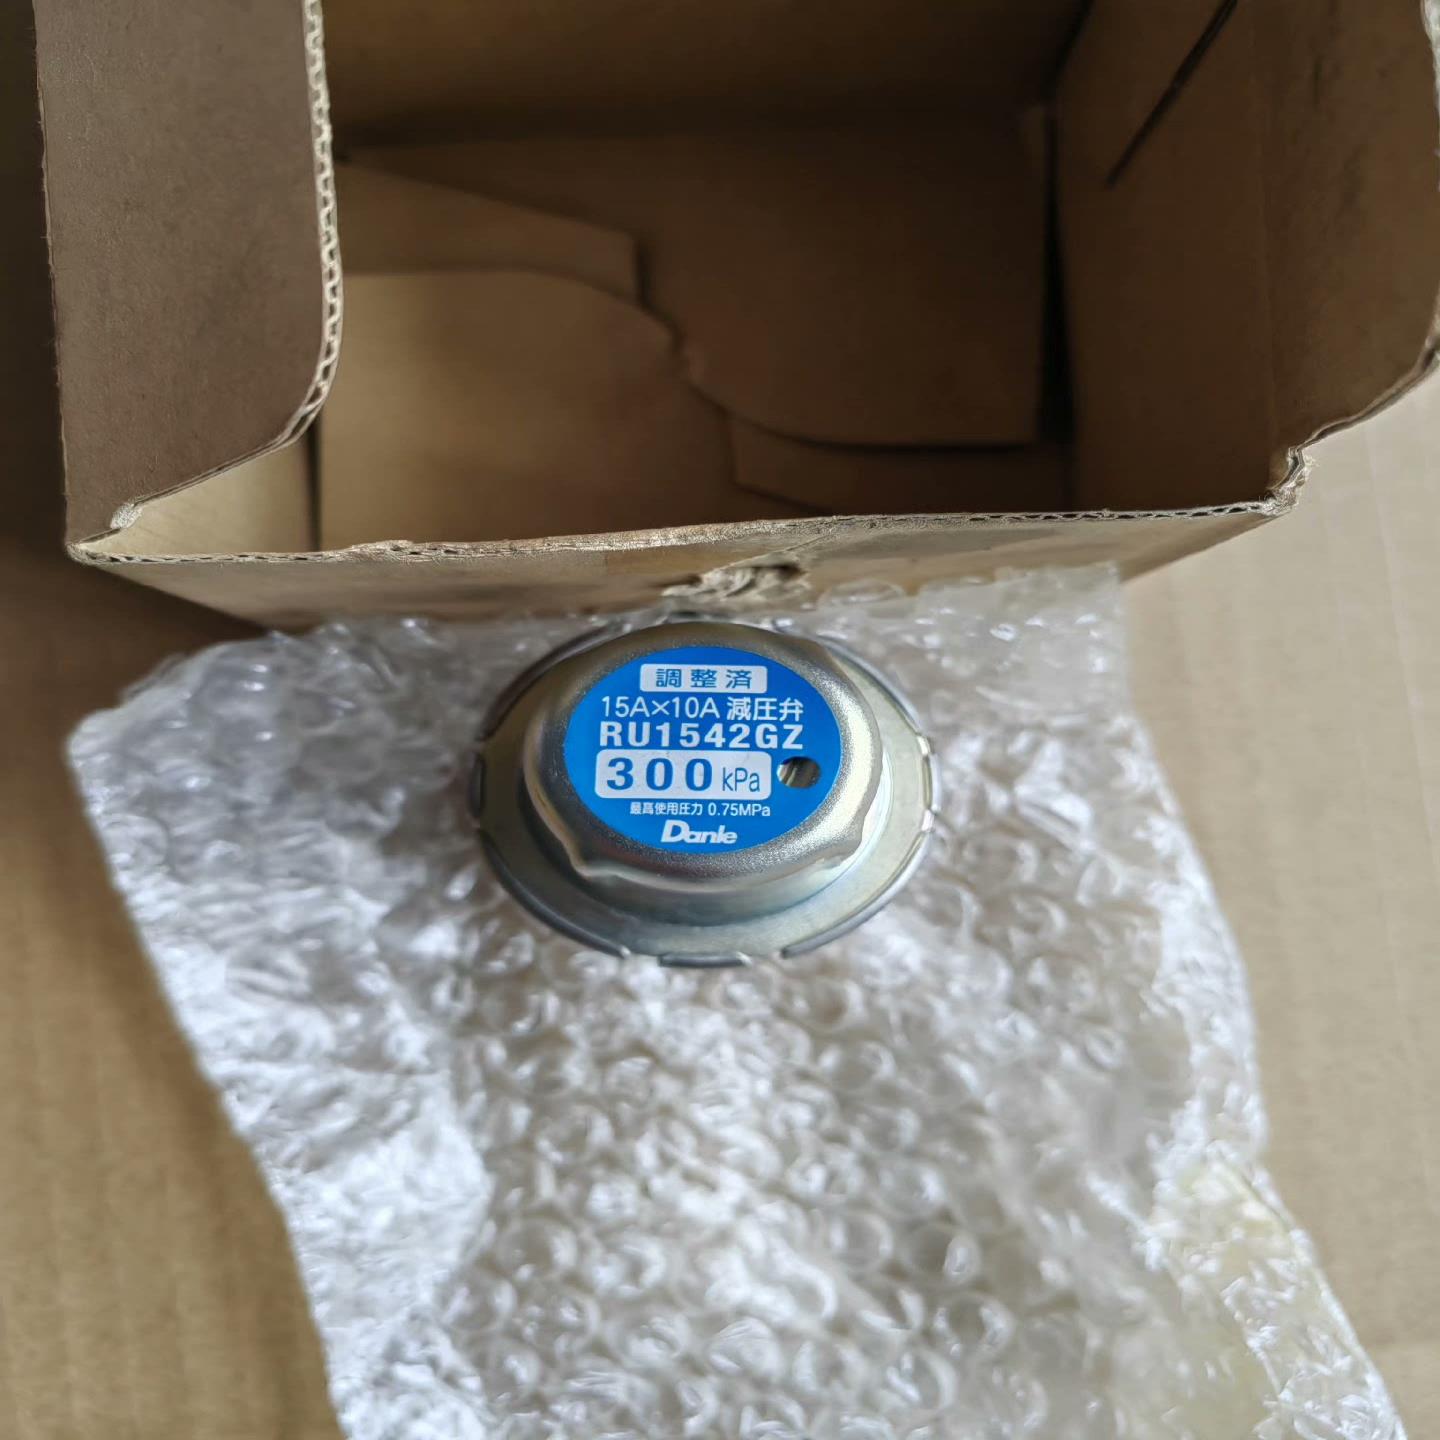 調整済
15A×10A 減圧弁
RU1542GZ
300 kPa
最高使用圧力 0.75MPa
Danle